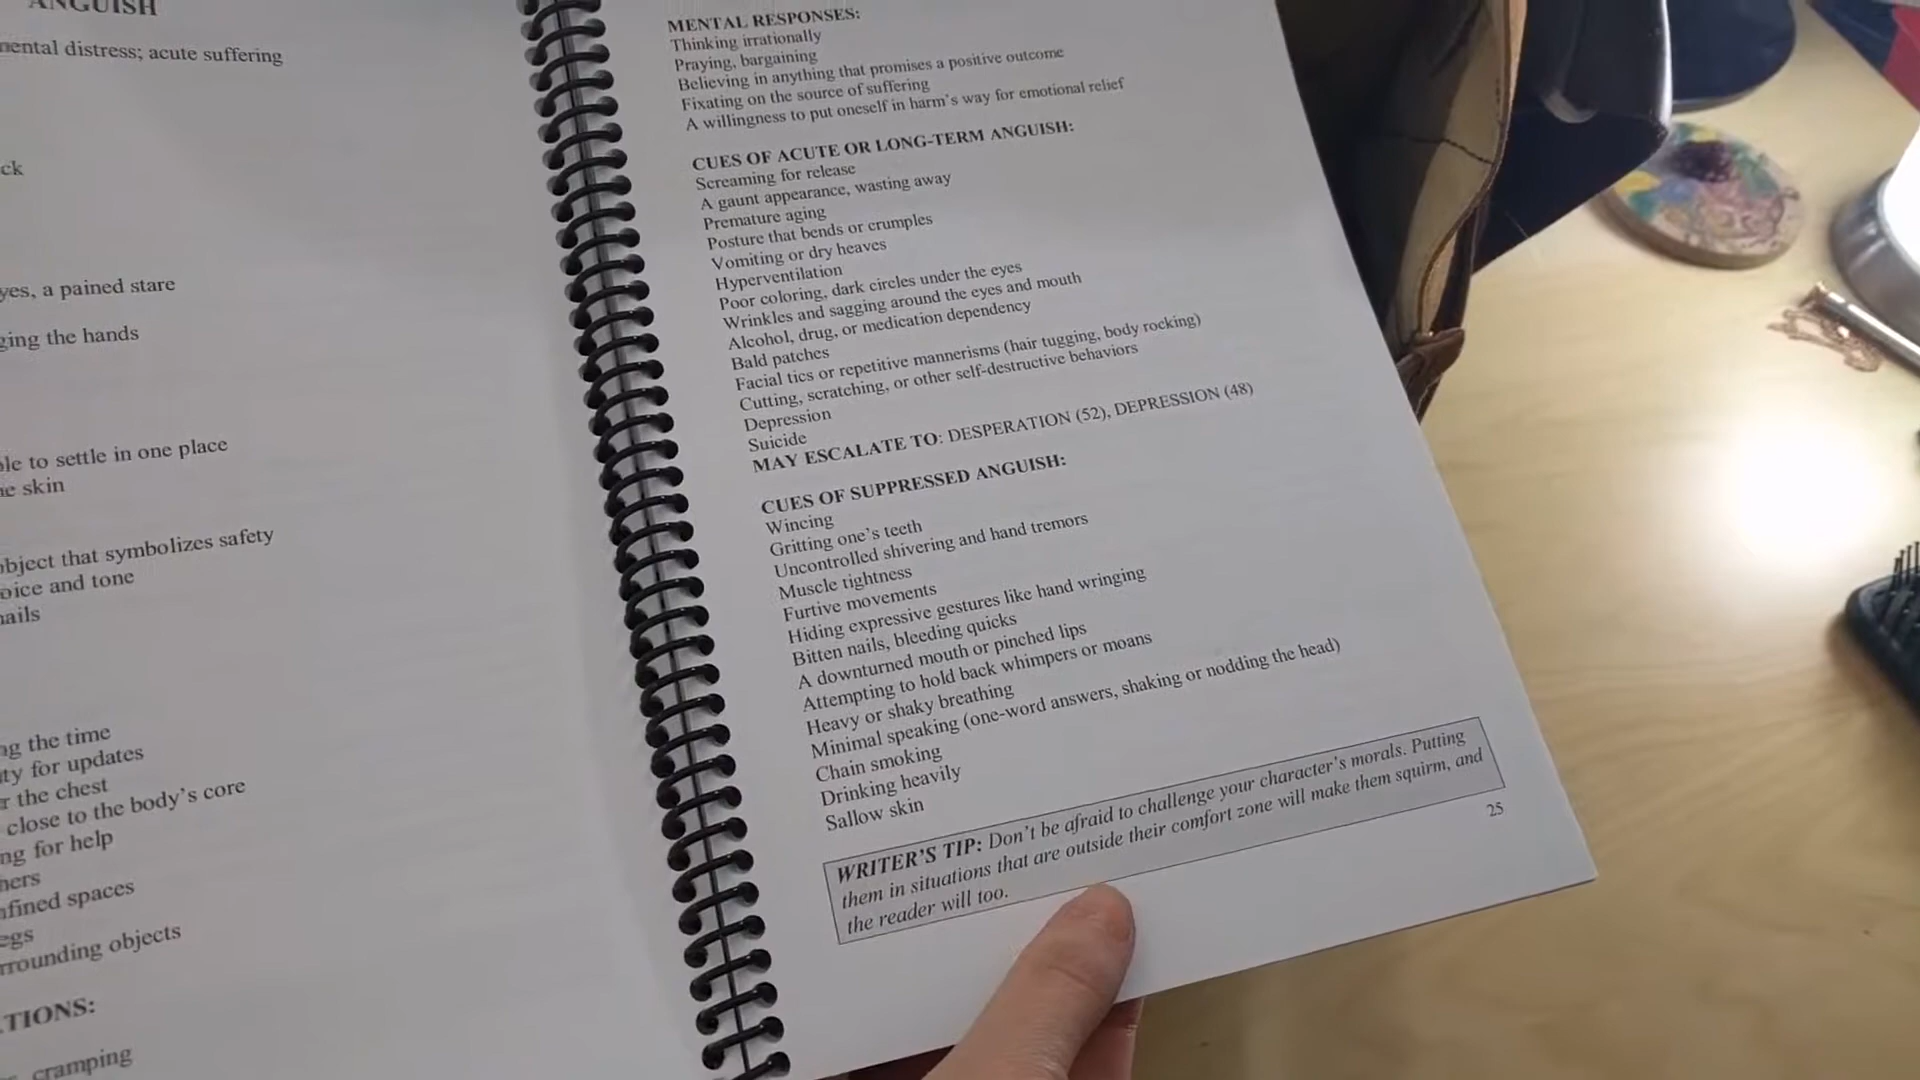 ANGUISH
mental distress; acute suffering
ck
yes, a pained stare
ging the hands
ble to settle in one place
skin
object that symbolizes safety
voice and tone
nails
ng the time
ty for updates
the chest
close to the body's core
ng for help
hers
nfined spaces
egs
rrounding objects
TIONS:
cramping
MENTAL RESPONSES:
Thinking irrationally
Praying, bargaining
Believing in anything that promises a positive outcome
Fixating on the source of suffering
A willingness to put oneself in harm's way for emotional relief
CUES OF ACUTE OR LONG-TERM ANGUISH:
Screaming for release
A gaunt appearance, wasting away
Premature aging
Posture that bends or crumples
Vomiting or dry heaves
Hyperventilation
Poor coloring, dark circles under the eyes
Wrinkles and sagging around the eyes and mouth
Alcohol, drug, or medication dependency
Bald patches
Facial tics or repetitive mannerisms (hair tugging, body rocking)
Cutting, scratching, or other self-destructive behaviors
Depression
Suicide
MAY ESCALATE TO: DESPERATION (52), DEPRESSION (48)
CUES OF SUPPRESSED ANGUISH:
Wincing
Gritting one's teeth
Uncontrolled shivering and hand tremors
Muscle tightness
Furtive movements
Hiding expressive gestures like hand wringing
Bitten nails, bleeding quicks
A downturned mouth or pinched lips
Attempting to hold back whimpers or moans
Heavy or shaky breathing
Minimal speaking (one-word answers, shaking or nodding the head)
Chain smoking
Drinking heavily
Sallow skin
WRITER'S TIP: Don't be afraid to challenge your character's morals. Putting
them in situations that are outside their comfort zone will make them squirm, and
the reader will too.
25